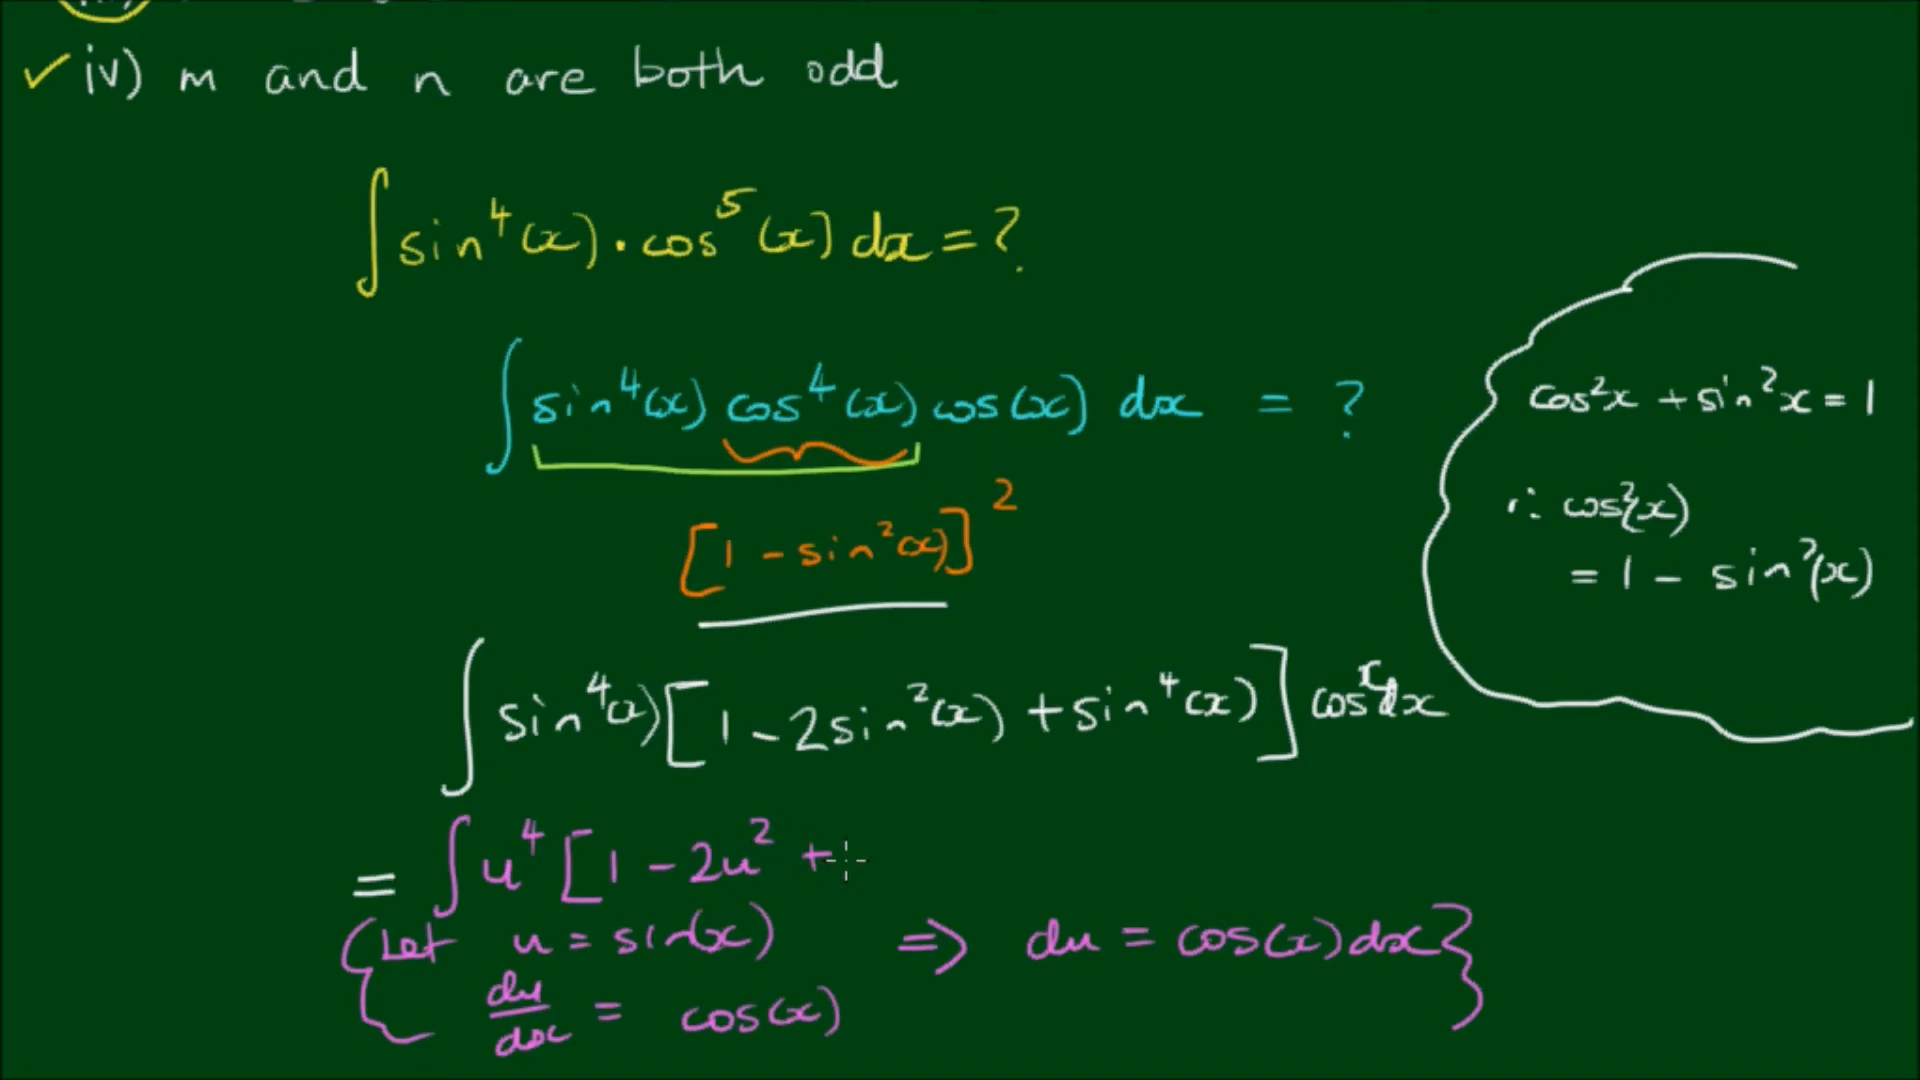 ✓ iv) m and n are both odd
∫ sin⁴(x) · cos⁵(x) dx = ?
∫ sin⁴(x) cos⁴(x) cos(x) dx = ?
[1 - sin²(x)]²
cos²x + sin²x = 1
∴ cos²(x)
= 1 - sin²(x)
∫ sin⁴(x) [1 - 2sin²(x) + sin⁴(x)] cos x dx
= ∫ u⁴ [1 - 2u² +
{Let u = sin(x) ⇒ du = cos(x) dx}
du/dx = cos(x)